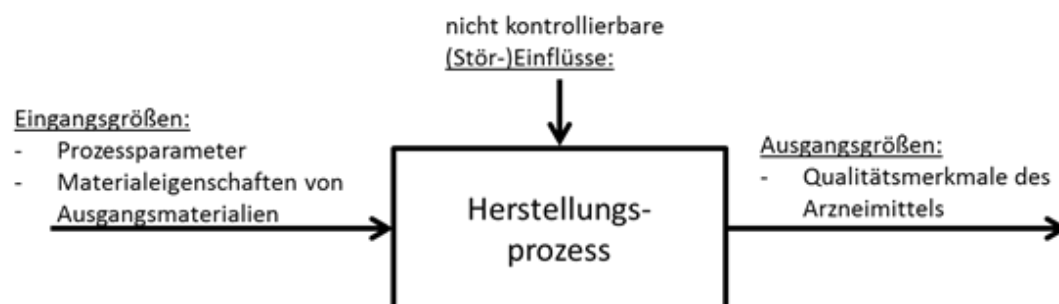 nicht kontrollierbare
(Stör-)Einflüsse:
Eingangsgrößen:
- Prozessparameter
- Materialeigenschaften von
Ausgangsmaterialien
Herstellungs-
prozess
Ausgangsgrößen:
- Qualitätsmerkmale des
Arzneimittels